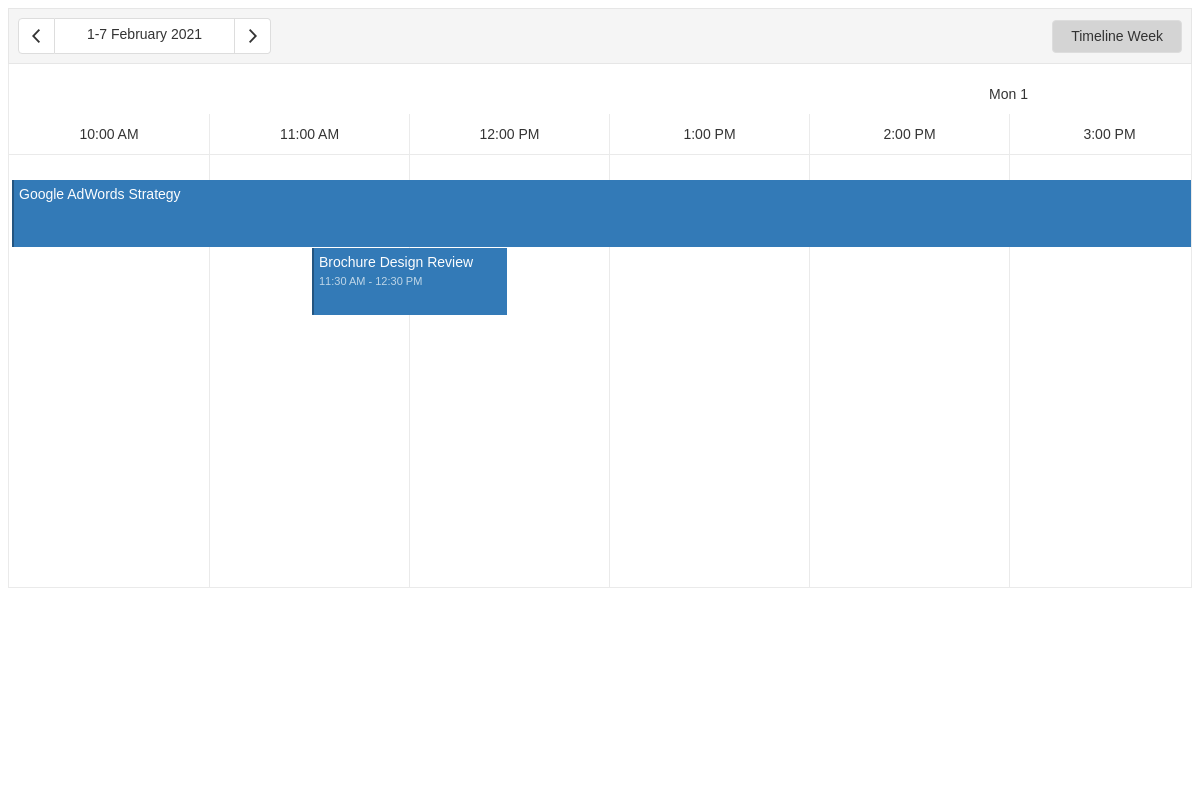 1-7 February 2021
Timeline Week
Mon 1
10:00 AM
11:00 AM
12:00 PM
1:00 PM
2:00 PM
3:00 PM
Google AdWords Strategy
Brochure Design Review
11:30 AM - 12:30 PM